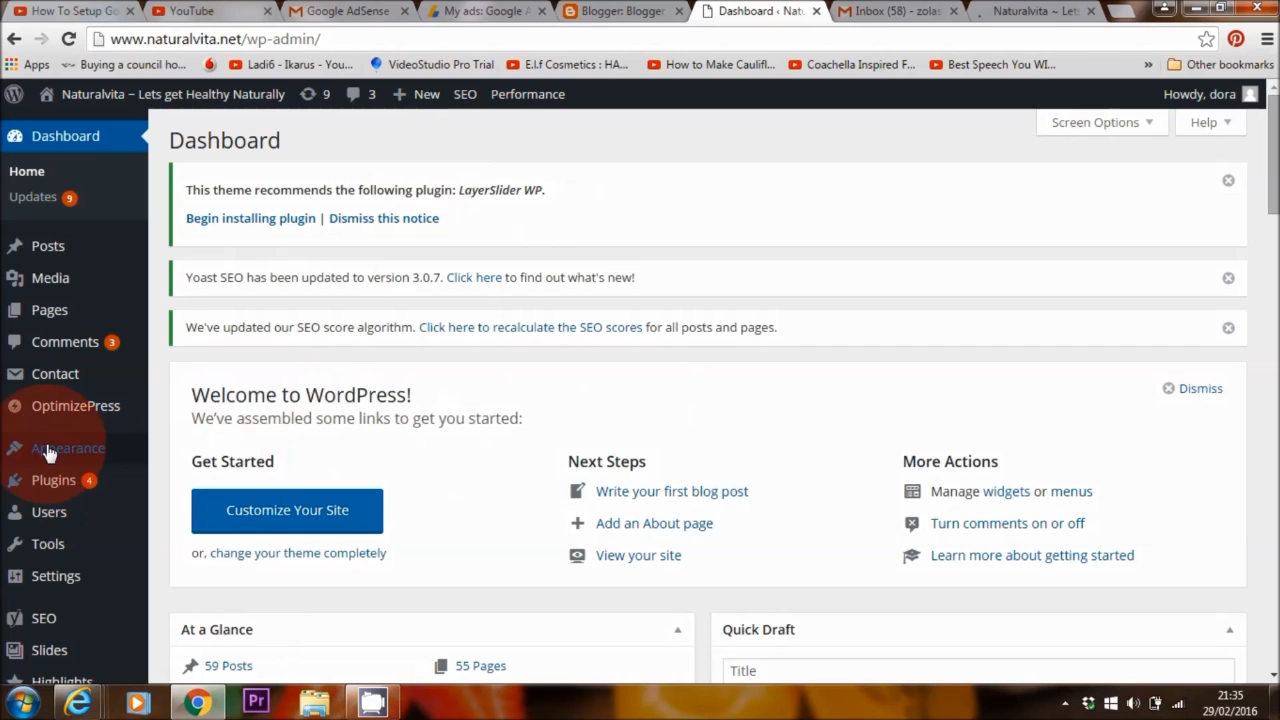 How To Setup Go
YouTube
Google AdSense
My ads: Google A
Blogger: Blogger
Dashboard ‹ Natu
Inbox (58) - zolas
Naturalvita ~ Lets
www.naturalvita.net/wp-admin/
Apps
Buying a council ho...
Ladi6 - Ikarus - You...
VideoStudio Pro Trial
E.l.f Cosmetics : HA...
How to Make Caulifl...
Coachella Inspired F...
Best Speech You WI...
»
Other bookmarks
Naturalvita ~ Lets get Healthy Naturally
9
3
New
SEO
Performance
Howdy, dora
Dashboard
Home
Updates 9
Posts
Media
Pages
Comments 3
Contact
OptimizePress
Appearance
Plugins 4
Users
Tools
Settings
SEO
Slides
Highlights
Dashboard
Screen Options
Help
This theme recommends the following plugin: LayerSlider WP.
Begin installing plugin | Dismiss this notice
Yoast SEO has been updated to version 3.0.7. Click here to find out what's new!
We've updated our SEO score algorithm. Click here to recalculate the SEO scores for all posts and pages.
Welcome to WordPress!
Dismiss
We've assembled some links to get you started:
Get Started
Customize Your Site
or, change your theme completely
Next Steps
Write your first blog post
Add an About page
View your site
More Actions
Manage widgets or menus
Turn comments on or off
Learn more about getting started
At a Glance
59 Posts
55 Pages
Quick Draft
Title
Pr
21:35
29/02/2016